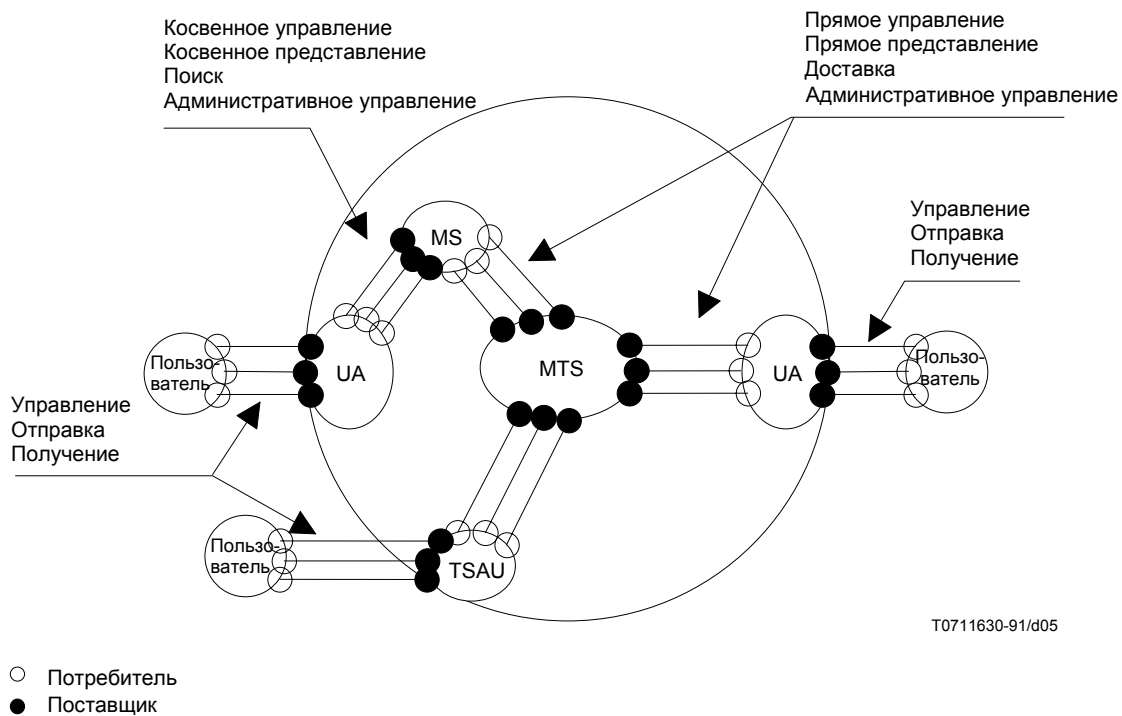 Косвенное управление
Косвенное представление
Поиск
Административное управление
Прямое управление
Прямое представление
Доставка
Административное управление
Управление
Отправка
Получение
MS
Пользо-
ватель
UA
MTS
UA
Пользо-
ватель
Управление
Отправка
Получение
Пользо-
ватель
TSAU
T0711630-91/d05
Потребитель
Поставщик